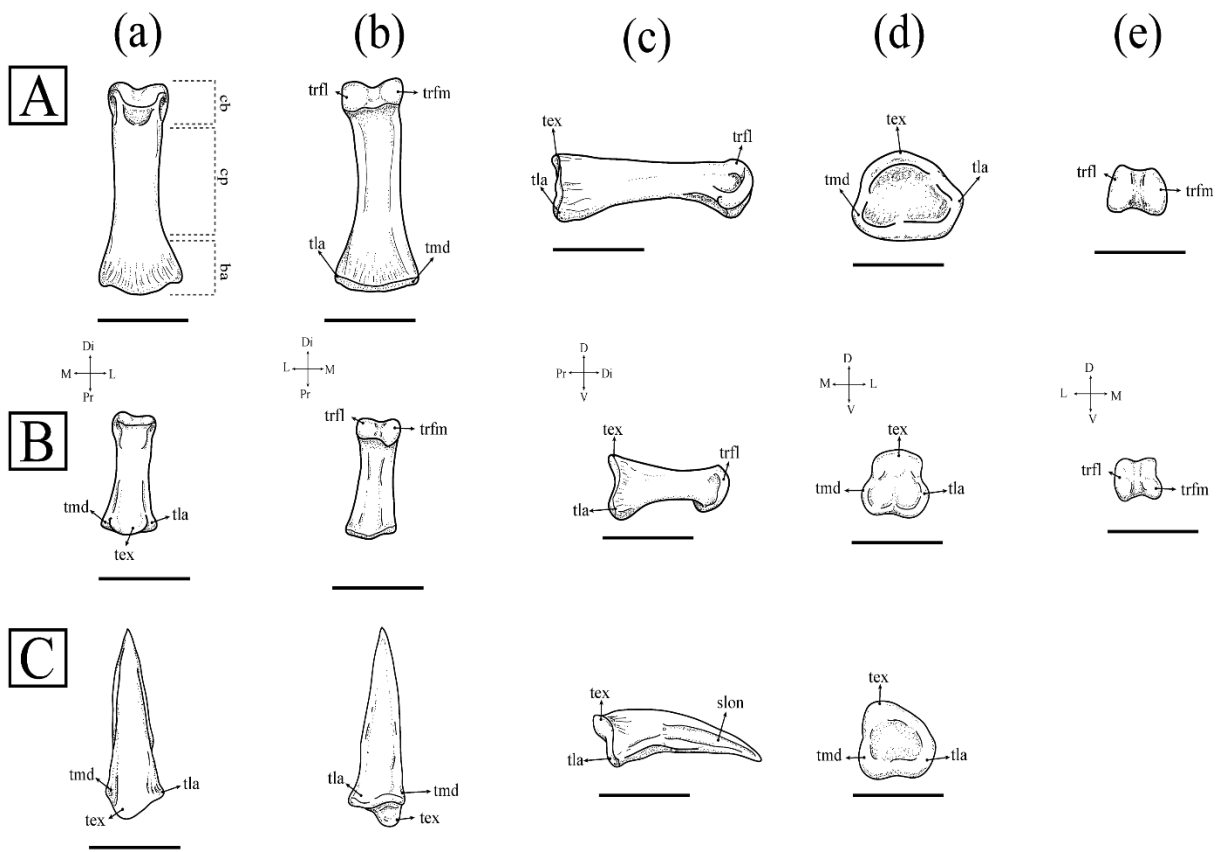 (a) (b) (c) (d) (e)
A
cb
cp
ba
trfl trfm
tla tmd
tex
tla
trfl
tex
tmd tla
trfl trfm
Di
M L
Pr
Di
L M
Pr
D
Pr Di
V
D
M L
V
D
L M
V
B
tmd tla
tex
trfl trfm
tex
trfl
tla
tex
tmd tla
trfl trfm
C
tmd tla
tex
tla tmd
tex
tex slon
tla
tex
tmd tla